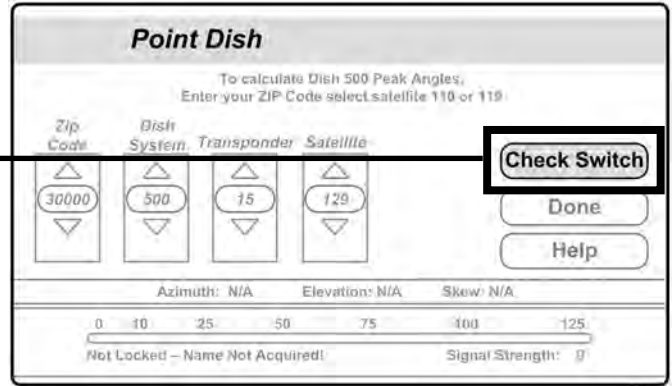 Point Dish
To calculate Dish 500 Peak Angles,
Enter your ZIP Code select satellite 110 or 119
Zip Code
Dish System
Transponder
Satellite
30000
500
15
129
Check Switch
Done
Help
Azimuth: N/A Elevation: N/A Skew: N/A
0 10 25 50 75 100 125
Not Locked – Name Not Acquired! Signal Strength: 0